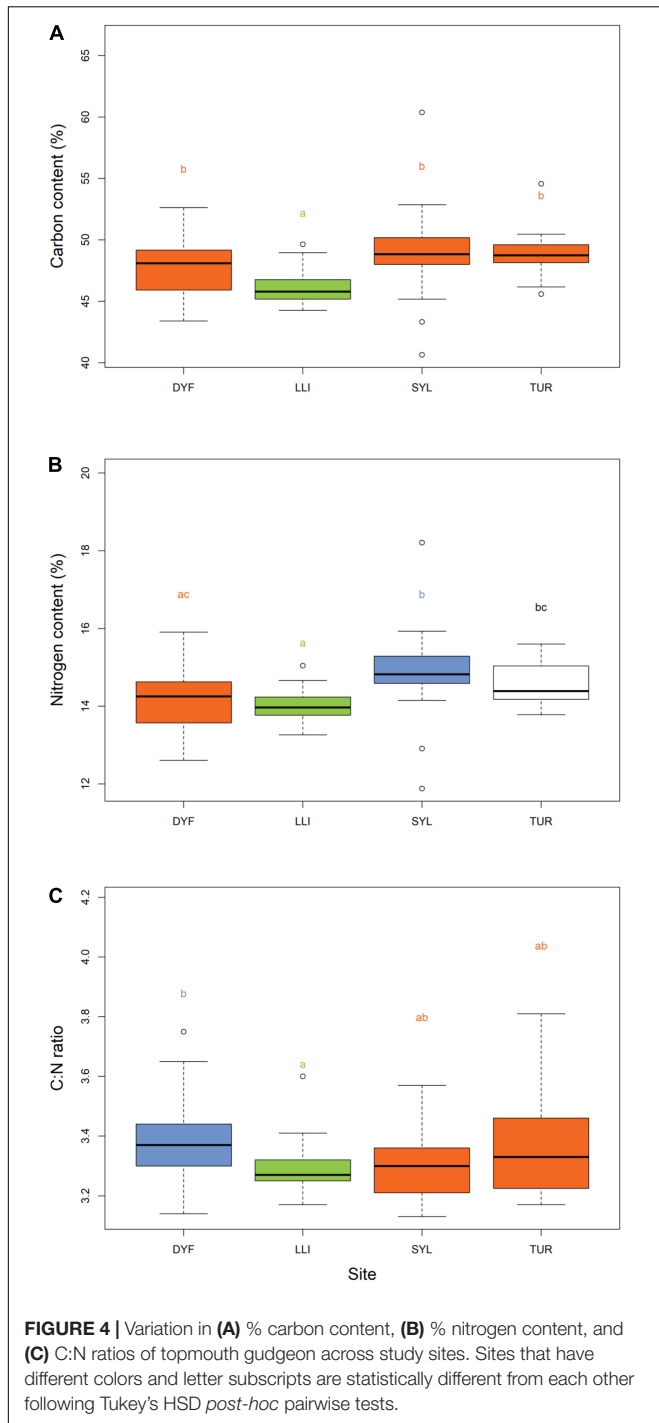 A
Carbon content (%)
65
60
55
50
45
40
b
a
b
b
DYF LLI SYL TUR
B
Nitrogen content (%)
20
18
16
14
12
ac
a
b
bc
DYF LLI SYL TUR
C
C:N ratio
4.2
4.0
3.8
3.6
3.4
3.2
b
a
ab
ab
DYF LLI SYL TUR
Site
FIGURE 4 | Variation in (A) % carbon content, (B) % nitrogen content, and
(C) C:N ratios of topmouth gudgeon across study sites. Sites that have
different colors and letter subscripts are statistically different from each other
following Tukey's HSD post-hoc pairwise tests.